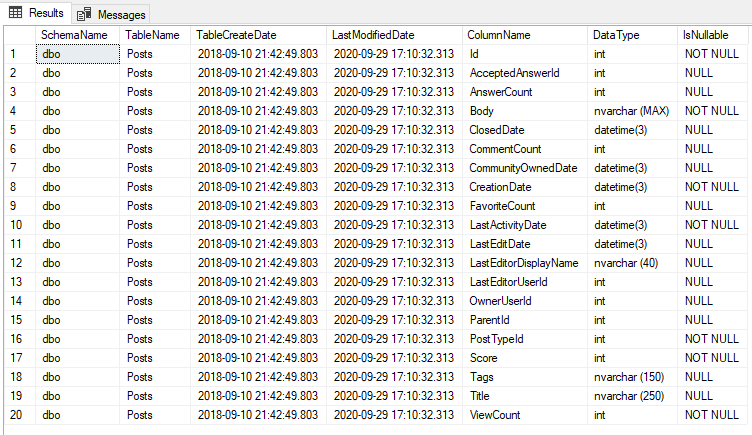 Results Messages
SchemaName TableName TableCreateDate LastModifiedDate ColumnName DataType IsNullable
1 dbo Posts 2018-09-10 21:42:49.803 2020-09-29 17:10:32.313 Id int NOT NULL
2 dbo Posts 2018-09-10 21:42:49.803 2020-09-29 17:10:32.313 AcceptedAnswerId int NULL
3 dbo Posts 2018-09-10 21:42:49.803 2020-09-29 17:10:32.313 AnswerCount int NULL
4 dbo Posts 2018-09-10 21:42:49.803 2020-09-29 17:10:32.313 Body nvarchar (MAX) NOT NULL
5 dbo Posts 2018-09-10 21:42:49.803 2020-09-29 17:10:32.313 ClosedDate datetime(3) NULL
6 dbo Posts 2018-09-10 21:42:49.803 2020-09-29 17:10:32.313 CommentCount int NULL
7 dbo Posts 2018-09-10 21:42:49.803 2020-09-29 17:10:32.313 CommunityOwnedDate datetime(3) NULL
8 dbo Posts 2018-09-10 21:42:49.803 2020-09-29 17:10:32.313 CreationDate datetime(3) NOT NULL
9 dbo Posts 2018-09-10 21:42:49.803 2020-09-29 17:10:32.313 FavoriteCount int NULL
10 dbo Posts 2018-09-10 21:42:49.803 2020-09-29 17:10:32.313 LastActivityDate datetime(3) NOT NULL
11 dbo Posts 2018-09-10 21:42:49.803 2020-09-29 17:10:32.313 LastEditDate datetime(3) NULL
12 dbo Posts 2018-09-10 21:42:49.803 2020-09-29 17:10:32.313 LastEditorDisplayName nvarchar (40) NULL
13 dbo Posts 2018-09-10 21:42:49.803 2020-09-29 17:10:32.313 LastEditorUserId int NULL
14 dbo Posts 2018-09-10 21:42:49.803 2020-09-29 17:10:32.313 OwnerUserId int NULL
15 dbo Posts 2018-09-10 21:42:49.803 2020-09-29 17:10:32.313 ParentId int NULL
16 dbo Posts 2018-09-10 21:42:49.803 2020-09-29 17:10:32.313 PostTypeId int NOT NULL
17 dbo Posts 2018-09-10 21:42:49.803 2020-09-29 17:10:32.313 Score int NOT NULL
18 dbo Posts 2018-09-10 21:42:49.803 2020-09-29 17:10:32.313 Tags nvarchar (150) NULL
19 dbo Posts 2018-09-10 21:42:49.803 2020-09-29 17:10:32.313 Title nvarchar (250) NULL
20 dbo Posts 2018-09-10 21:42:49.803 2020-09-29 17:10:32.313 ViewCount int NOT NULL